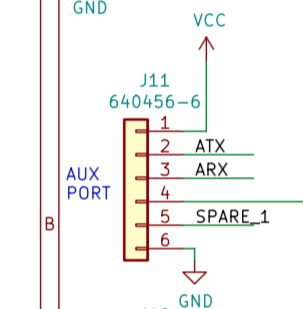 GND
VCC
J11
640456-6
1
2 ATX
3 ARX
AUX
PORT
4
B
5 SPARE_1
6
GND